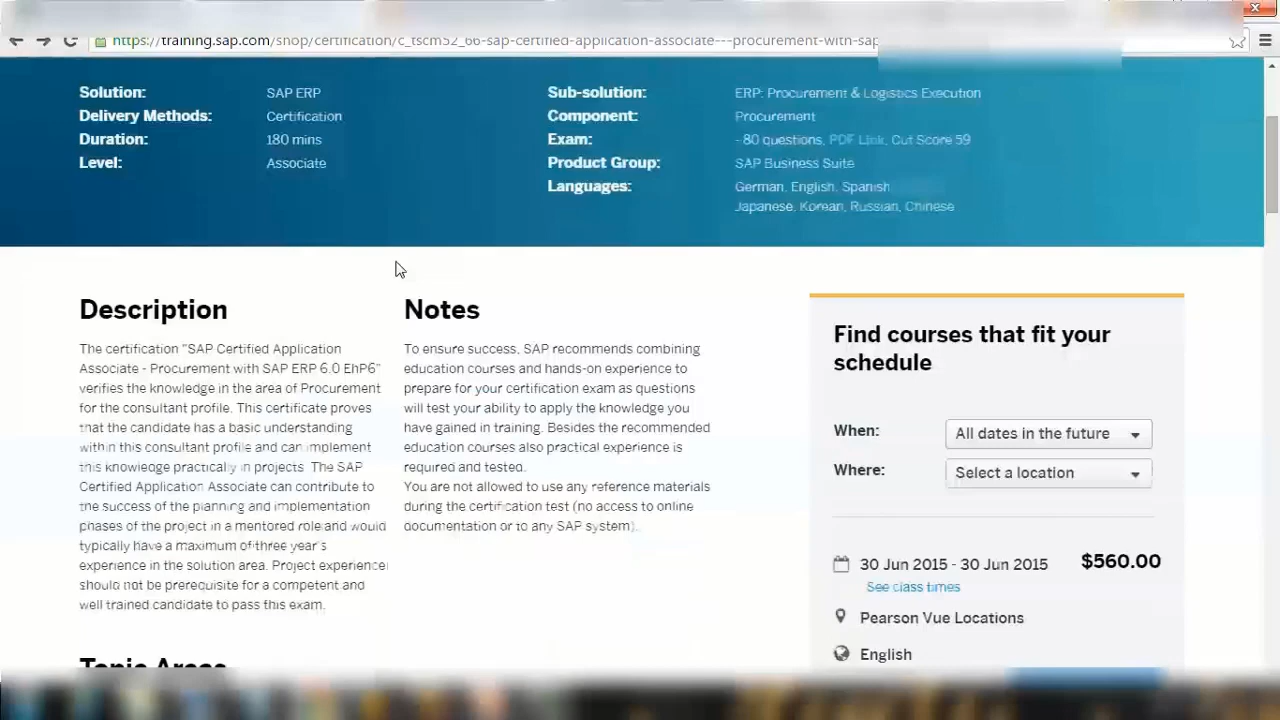 https://training.sap.com/shop/certification/c_tscm52_66-sap-certified-application-associate---procurement-with-sap
Solution: SAP ERP
Delivery Methods: Certification
Duration: 180 mins
Level: Associate
Sub-solution: ERP: Procurement & Logistics Execution
Component: Procurement
Exam: - 80 questions, PDF Link, Cut Score 59
Product Group: SAP Business Suite
Languages: German, English, Spanish
Japanese, Korean, Russian, Chinese
Description
The certification "SAP Certified Application
Associate - Procurement with SAP ERP 6.0 EhP6"
verifies the knowledge in the area of Procurement
for the consultant profile. This certificate proves
that the candidate has a basic understanding
within this consultant profile and can implement
this knowledge practically in projects. The SAP
Certified Application Associate can contribute to
the success of the planning and implementation
phases of the project in a mentored role and would
typically have a maximum of three year's
experience in the solution area. Project experience
should not be prerequisite for a competent and
well trained candidate to pass this exam.
Notes
To ensure success, SAP recommends combining
education courses and hands-on experience to
prepare for your certification exam as questions
will test your ability to apply the knowledge you
have gained in training. Besides the recommended
education courses also practical experience is
required and tested.
You are not allowed to use any reference materials
during the certification test (no access to online
documentation or to any SAP system).
Find courses that fit your
schedule
When: All dates in the future
Where: Select a location
30 Jun 2015 - 30 Jun 2015 $560.00
See class times
Pearson Vue Locations
English
Topic Areas